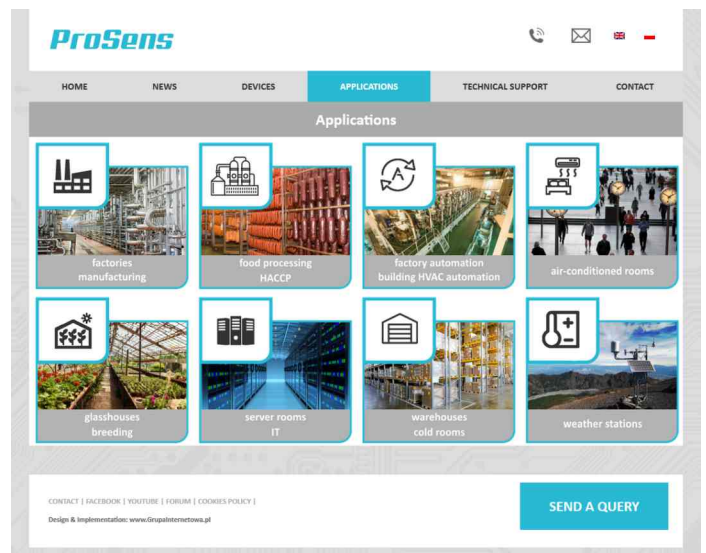 ProSens
HOME NEWS DEVICES APPLICATIONS TECHNICAL SUPPORT CONTACT
Applications
factories
manufacturing
food processing
HACCP
factory automation
building HVAC automation
air-conditioned rooms
glasshouses
breeding
server rooms
IT
warehouses
cold rooms
weather stations
CONTACT | FACEBOOK | YOUTUBE | FORUM | COOKIES POLICY |
Design & Implementation: www.GrupaInternetowa.pl
SEND A QUERY